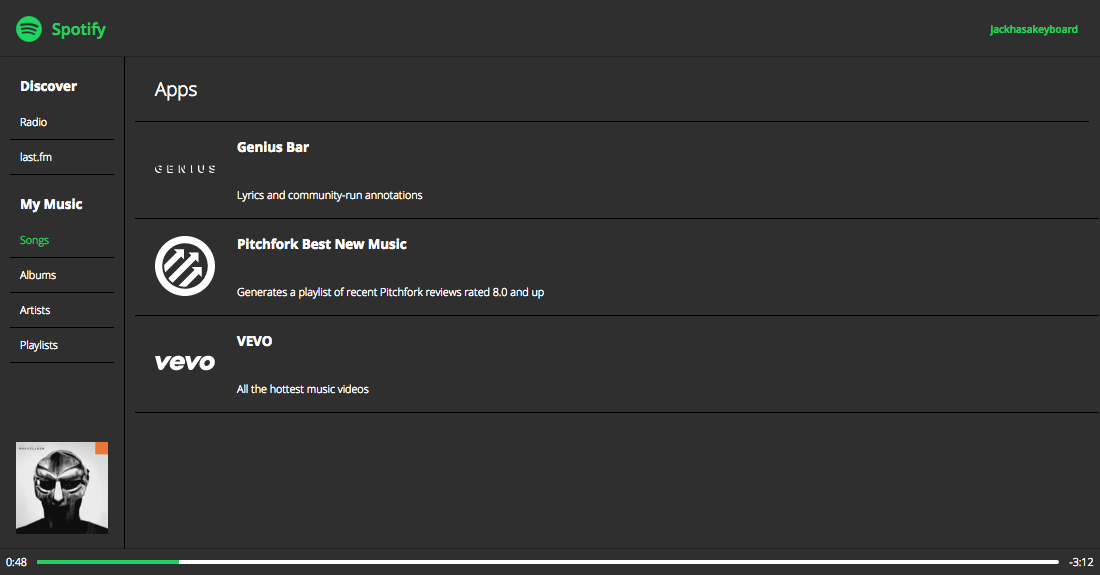 Spotify
jackhasakeyboard
Discover
Radio
last.fm
My Music
Songs
Albums
Artists
Playlists
Apps
GENIUS
Genius Bar
Lyrics and community-run annotations
Pitchfork Best New Music
Generates a playlist of recent Pitchfork reviews rated 8.0 and up
vevo
VEVO
All the hottest music videos
MADVILLAIN
0:48
-3:12